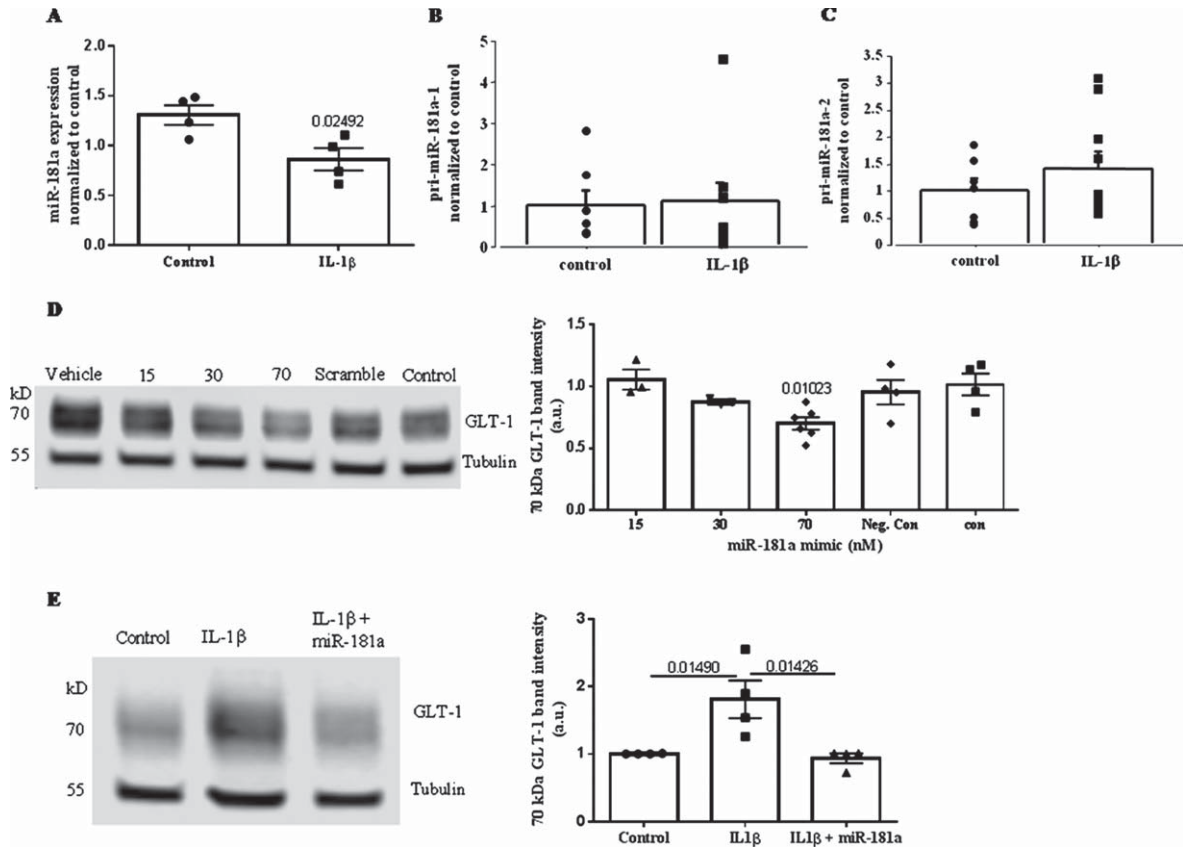 A
miR-181a expression
normalized to control
2.0
1.5
1.0
0.5
0.0
0.02492
Control
IL-1β
B
pri-miR-181a-1
normalized to control
5
4
3
2
1
0
control
IL-1β
C
pri-miR-181a-2
normalized to control
3.5
3
2.5
2
1.5
1
0.5
0
control
IL-1β
D
Vehicle 15 30 70 Scramble Control
kD
70
55
GLT-1
Tubulin
70 kDa GLT-1 band intensity
(a.u.)
1.5
1.0
0.5
0.0
0.01023
15 30 70 Neg. Con con
miR-181a mimic (nM)
E
Control IL-1β IL-1β +
miR-181a
kD
70
55
GLT-1
Tubulin
70 kDa GLT-1 band intensity
(a.u.)
3
2
1
0
0.01490 0.01426
Control IL1β IL1β + miR-181a